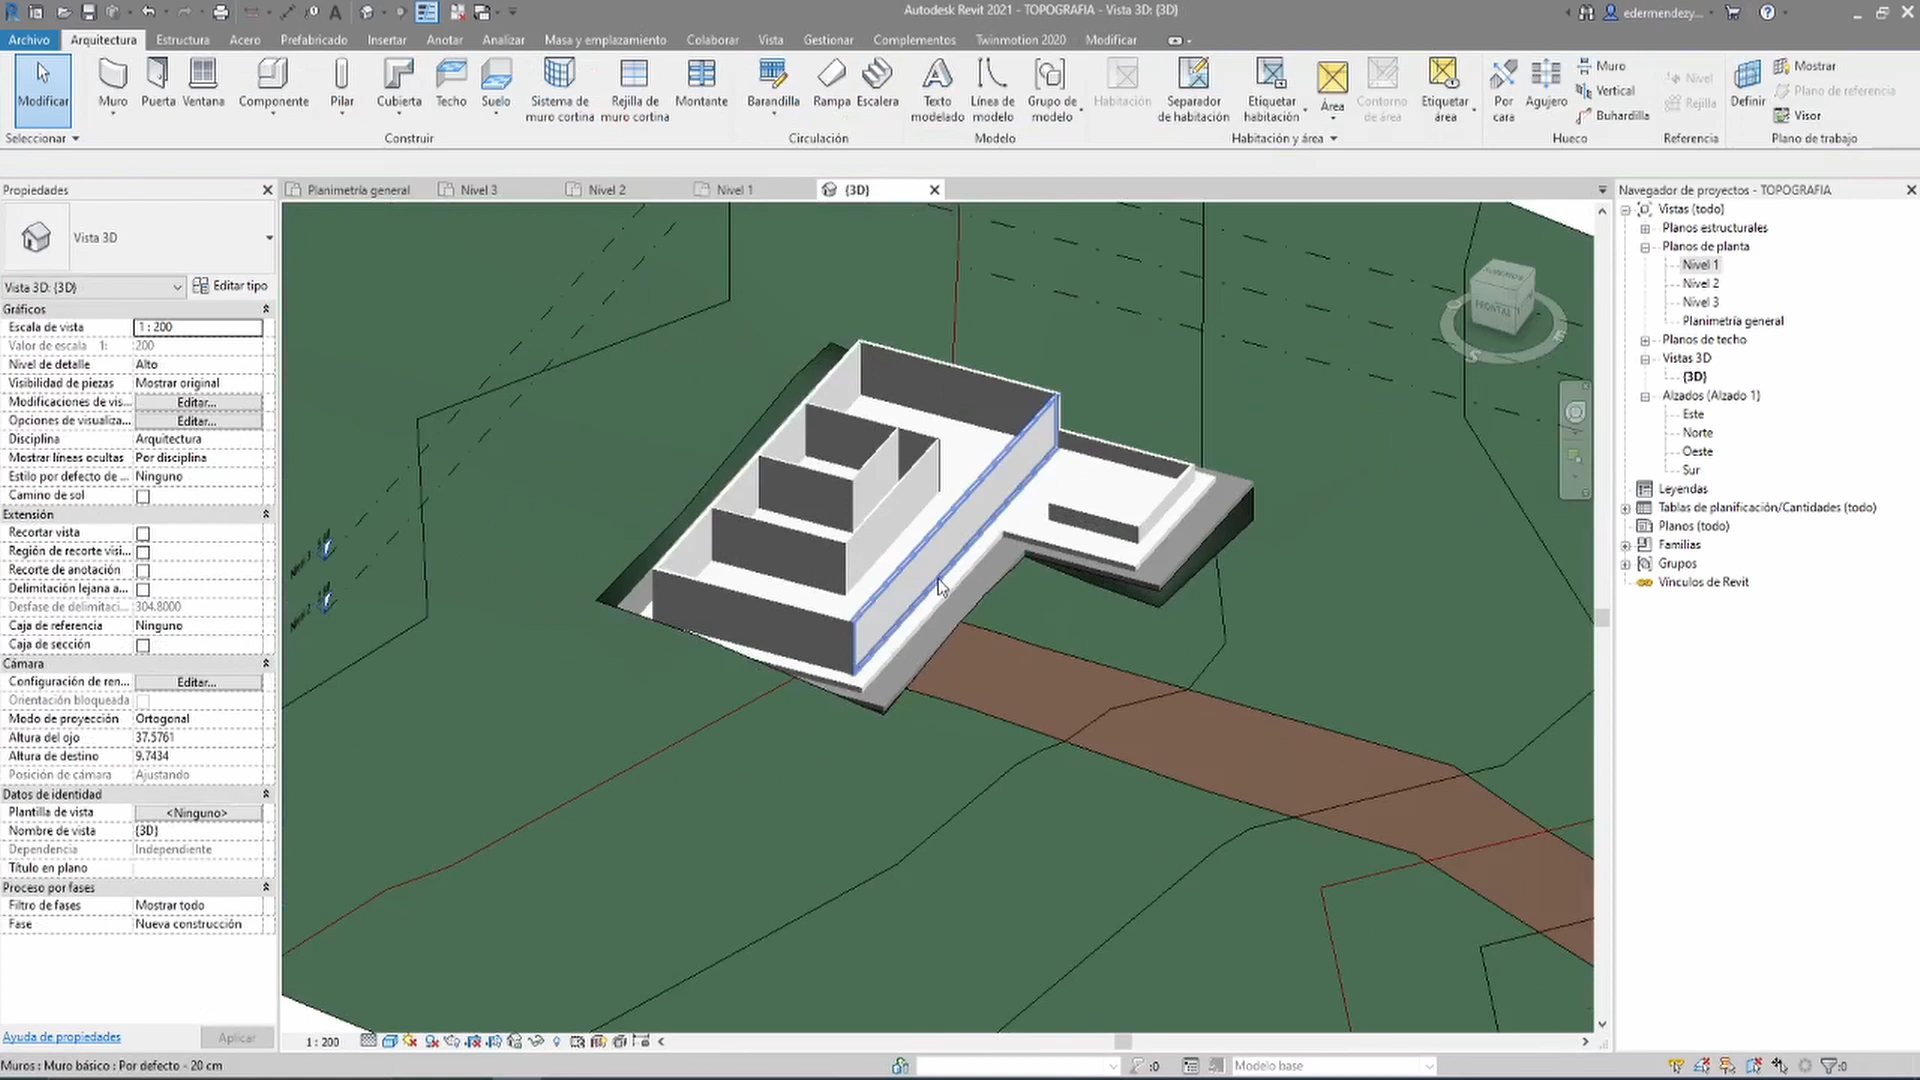 Autodesk Revit 2021 - TOPOGRAFIA - Vista 3D: {3D}
edermendezy...
Archivo
Arquitectura
Estructura
Acero
Prefabricado
Insertar
Anotar
Analizar
Masa y emplazamiento
Colaborar
Vista
Gestionar
Complementos
Twinmotion 2020
Modificar
Modificar
Muro
Puerta
Ventana
Componente
Pilar
Cubierta
Techo
Suelo
Sistema de
muro cortina
Rejilla de
muro cortina
Montante
Barandilla
Rampa
Escalera
Texto
modelado
Línea de
modelo
Grupo de
modelo
Habitación
Separador
de habitación
Etiquetar
habitación
Área
Contorno
de área
Etiquetar
área
Por
cara
Agujero
Muro
Vertical
Buhardilla
Nivel
Rejilla
Definir
Mostrar
Plano de referencia
Visor
Seleccionar
Construir
Circulación
Modelo
Habitación y área
Hueco
Referencia
Plano de trabajo
Propiedades
Vista 3D
Vista 3D: {3D}
Editar tipo
Gráficos
Escala de vista 1 : 200
Valor de escala 1: 200
Nivel de detalle Alto
Visibilidad de piezas Mostrar original
Modificaciones de vis... Editar...
Opciones de visualiza... Editar...
Disciplina Arquitectura
Mostrar líneas ocultas Por disciplina
Estilo por defecto de ... Ninguno
Camino de sol
Extensión
Recortar vista
Región de recorte visi...
Recorte de anotación
Delimitación lejana a...
Desfase de delimitaci... 304.8000
Caja de referencia Ninguno
Caja de sección
Cámara
Configuración de ren... Editar...
Orientación bloqueada
Modo de proyección Ortogonal
Altura del ojo 37.5761
Altura de destino 9.7434
Posición de cámara Ajustando
Datos de identidad
Plantilla de vista <Ninguno>
Nombre de vista {3D}
Dependencia Independiente
Título en plano
Proceso por fases
Filtro de fases Mostrar todo
Fase Nueva construcción
Ayuda de propiedades
Aplicar
Planimetría general
Nivel 3
Nivel 2
Nivel 1
{3D}
FRONTAL
S
E
Navegador de proyectos - TOPOGRAFIA
Vistas (todo)
Planos estructurales
Planos de planta
Nivel 1
Nivel 2
Nivel 3
Planimetría general
Planos de techo
Vistas 3D
{3D}
Alzados (Alzado 1)
Este
Norte
Oeste
Sur
Leyendas
Tablas de planificación/Cantidades (todo)
Planos (todo)
Familias
Grupos
Vínculos de Revit
1 : 200
Muros : Muro básico : Por defecto - 20 cm
:0
Modelo base
:0